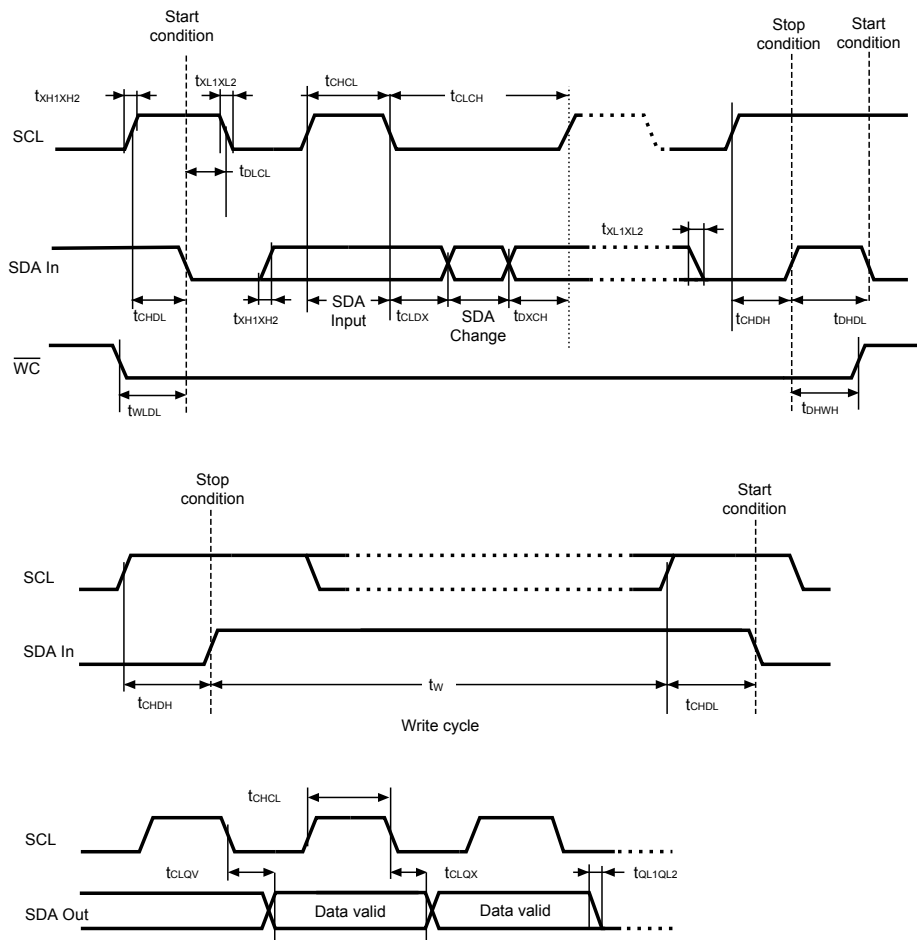 Start
condition
Stop
condition
Start
condition
tXH1XH2
tXL1XL2
tCHCL
tCLCH
SCL
tDLCL
tXL1XL2
SDA In
tCHDL
tXH1XH2
SDA
Input
tCLDX
SDA
Change
tDXCH
tCHDH
tDHDL
WC
tWLDL
tDHWH
Stop
condition
Start
condition
SCL
SDA In
tCHDH
tW
tCHDL
Write cycle
tCHCL
SCL
tCLQV
tCLQX
tQL1QL2
SDA Out
Data valid
Data valid